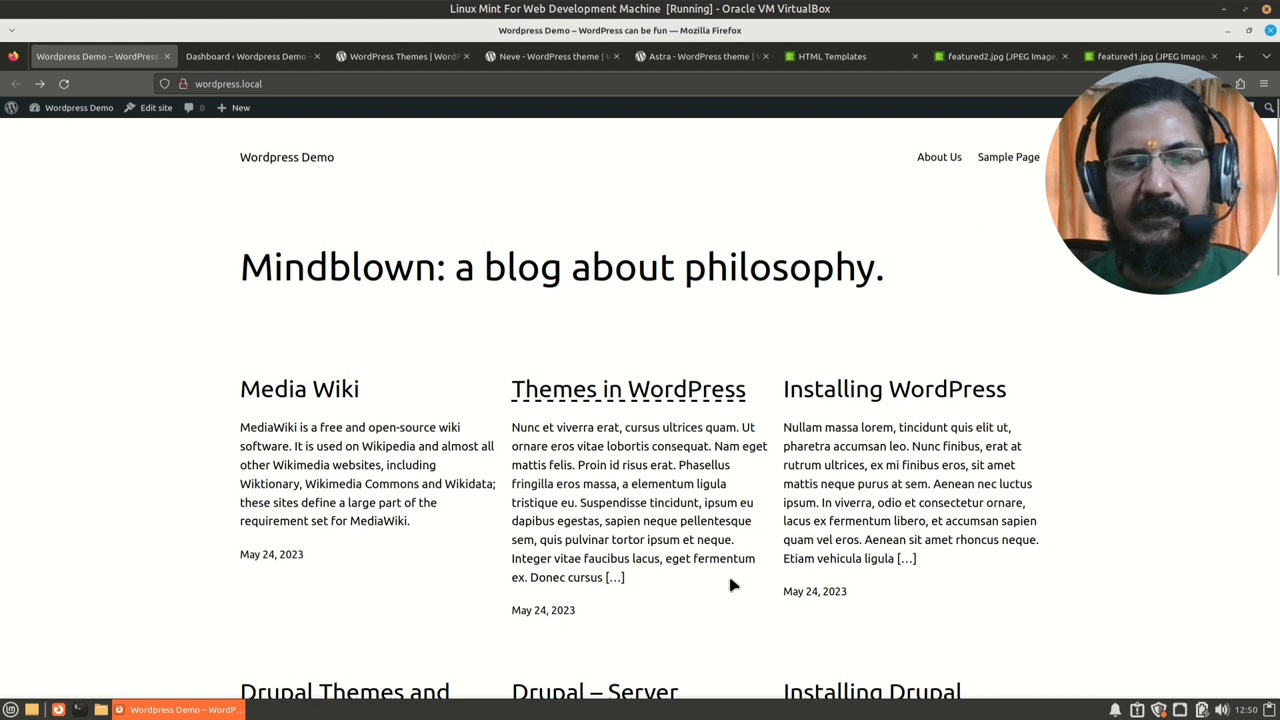 Linux Mint For Web Development Machine [Running] - Oracle VM VirtualBox
Wordpress Demo – WordPress can be fun — Mozilla Firefox
Wordpress Demo – WordPress
Dashboard ‹ Wordpress Demo –
WordPress Themes | Word
Neve - WordPress theme |
Astra - WordPress theme |
HTML Templates
featured2.jpg (JPEG Image,
featured1.jpg (JPEG Image,
wordpress.local
Wordpress Demo
Edit site
0
New
Wordpress Demo
About Us
Sample Page
Mindblown: a blog about philosophy.
Media Wiki
MediaWiki is a free and open-source wiki
software. It is used on Wikipedia and almost all
other Wikimedia websites, including
Wiktionary, Wikimedia Commons and Wikidata;
these sites define a large part of the
requirement set for MediaWiki.
May 24, 2023
Themes in WordPress
Nunc et viverra erat, cursus ultrices quam. Ut
ornare eros vitae lobortis consequat. Nam eget
mattis felis. Proin id risus erat. Phasellus
fringilla eros massa, a elementum ligula
tristique eu. Suspendisse tincidunt, ipsum eu
dapibus egestas, sapien neque pellentesque
sem, quis pulvinar tortor ipsum et neque.
Integer vitae faucibus lacus, eget fermentum
ex. Donec cursus […]
May 24, 2023
Installing WordPress
Nullam massa lorem, tincidunt quis elit ut,
pharetra accumsan leo. Nunc finibus, erat at
rutrum ultrices, ex mi finibus eros, sit amet
mattis neque purus at sem. Aenean nec luctus
ipsum. In viverra, odio et consectetur ornare,
lacus ex fermentum libero, et accumsan sapien
quam vel eros. Aenean sit amet rhoncus neque.
Etiam vehicula ligula […]
May 24, 2023
Drupal Themes and
Drupal – Server
Installing Drupal
Wordpress Demo – WordP...
12:50